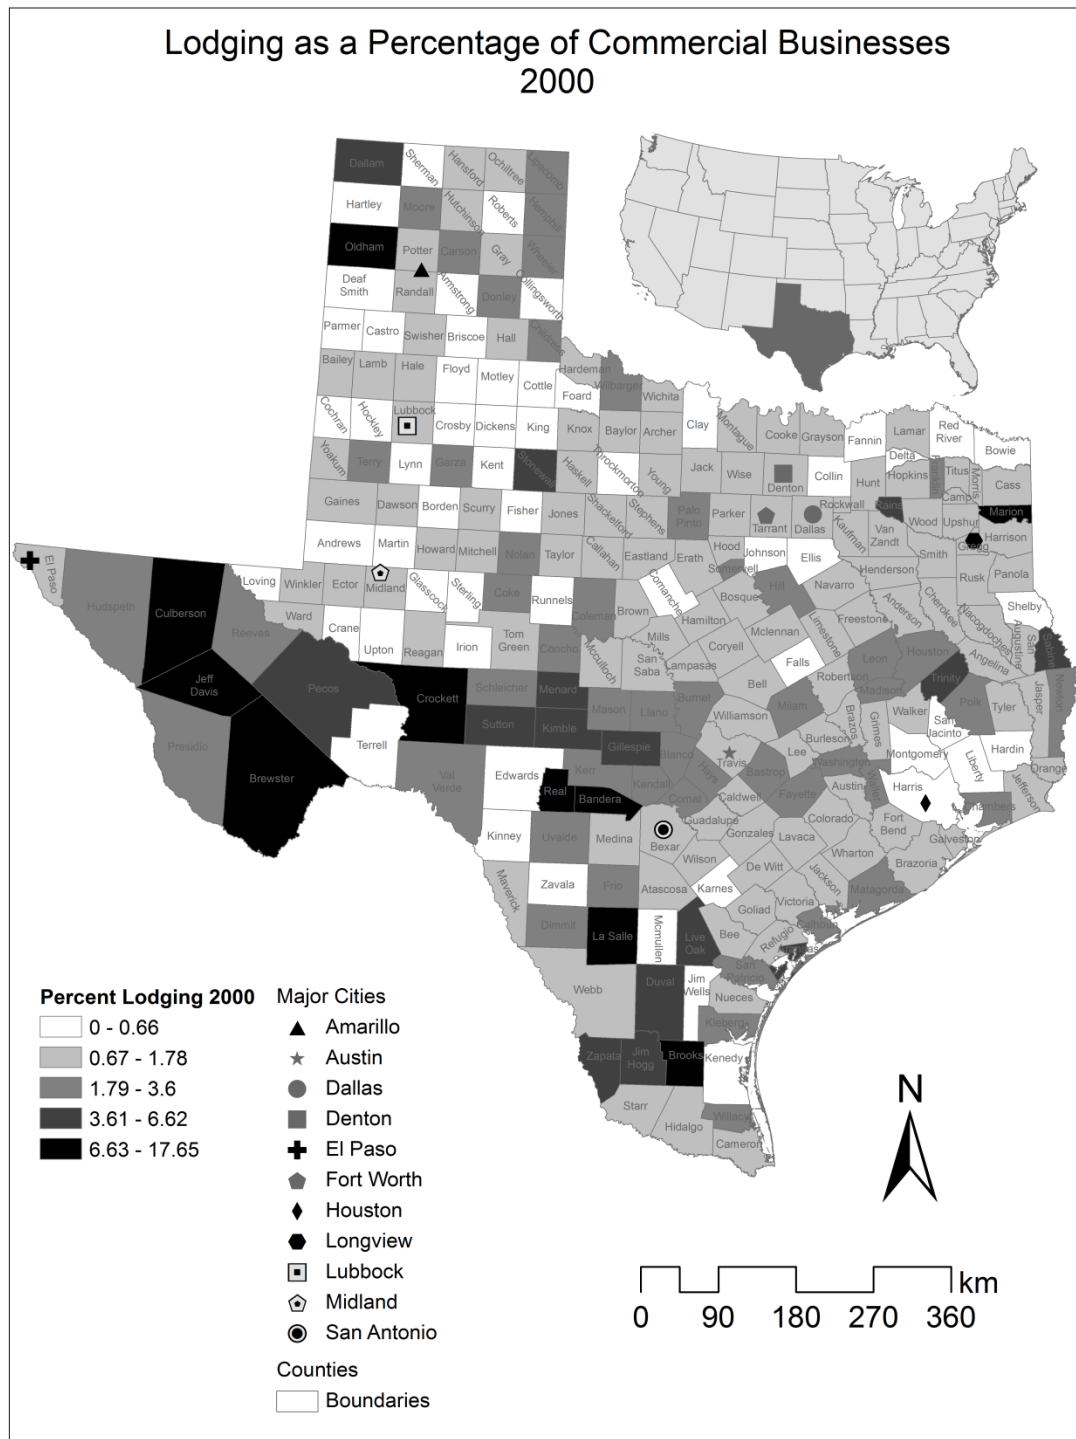 Lodging as a Percentage of Commercial Businesses
2000
Dallam
Sherman
Hansford
Ochiltree
Lipscomb
Hartley
Moore
Hutchinson
Roberts
Hemphill
Oldham
Potter
Carson
Gray
Wheeler
Deaf
Smith
Randall
Armstrong
Donley
Collingsworth
Parmer
Castro
Swisher
Briscoe
Hall
Childress
Bailey
Lamb
Hale
Floyd
Motley
Cottle
Hardeman
Foard
Wilbarger
Wichita
Cochran
Hockley
Lubbock
Crosby
Dickens
King
Knox
Baylor
Archer
Clay
Montague
Cooke
Grayson
Fannin
Lamar
Red
River
Bowie
Delta
Yoakum
Terry
Lynn
Garza
Kent
Stonewall
Haskell
Throckmorton
Young
Jack
Wise
Denton
Collin
Hunt
Hopkins
Franklin
Titus
Morris
Cass
Camp
Gaines
Dawson
Borden
Scurry
Fisher
Jones
Shackelford
Stephens
Palo
Pinto
Parker
Tarrant
Dallas
Rockwall
Kaufman
Rains
Van
Zandt
Wood
Upshur
Marion
Harrison
Gregg
Andrews
Martin
Howard
Mitchell
Nolan
Taylor
Callahan
Eastland
Erath
Hood
Somervell
Johnson
Ellis
Henderson
Smith
Rusk
Panola
El Paso
Hudspeth
Culberson
Reeves
Loving
Winkler
Ector
Midland
Glasscock
Sterling
Coke
Runnels
Coleman
Brown
Comanche
Bosque
Hill
Navarro
Freestone
Anderson
Cherokee
Nacogdoches
Shelby
San
Augustine
Sabine
Ward
Crane
Upton
Reagan
Irion
Tom
Green
Concho
Mcculloch
San
Saba
Mills
Hamilton
Lampasas
Coryell
Mclennan
Limestone
Falls
Leon
Houston
Angelina
Trinity
Jasper
Newton
Jeff
Davis
Pecos
Crockett
Schleicher
Menard
Mason
Llano
Burnet
Bell
Williamson
Milam
Robertson
Madison
Brazos
Grimes
Walker
Polk
Tyler
San
Jacinto
Hardin
Presidio
Brewster
Terrell
Sutton
Kimble
Gillespie
Blanco
Travis
Hays
Bastrop
Lee
Burleson
Washington
Montgomery
Liberty
Orange
Jefferson
Val
Verde
Edwards
Real
Kerr
Bandera
Kendall
Comal
Caldwell
Fayette
Austin
Waller
Harris
Chambers
Kinney
Uvalde
Medina
Bexar
Guadalupe
Gonzales
Lavaca
Colorado
Fort
Bend
Galveston
Brazoria
Wharton
Maverick
Zavala
Frio
Atascosa
Wilson
Karnes
De Witt
Jackson
Matagorda
Dimmit
La Salle
Mcmullen
Live
Oak
Bee
Goliad
Victoria
Calhoun
Refugio
San
Patricio
Webb
Duval
Jim
Wells
Nueces
Kleberg
Zapata
Jim
Hogg
Brooks
Kenedy
Starr
Hidalgo
Willacy
Cameron
Percent Lodging 2000
0 - 0.66
0.67 - 1.78
1.79 - 3.6
3.61 - 6.62
6.63 - 17.65
Major Cities
Amarillo
Austin
Dallas
Denton
El Paso
Fort Worth
Houston
Longview
Lubbock
Midland
San Antonio
Counties
Boundaries
N
km
0 90 180 270 360